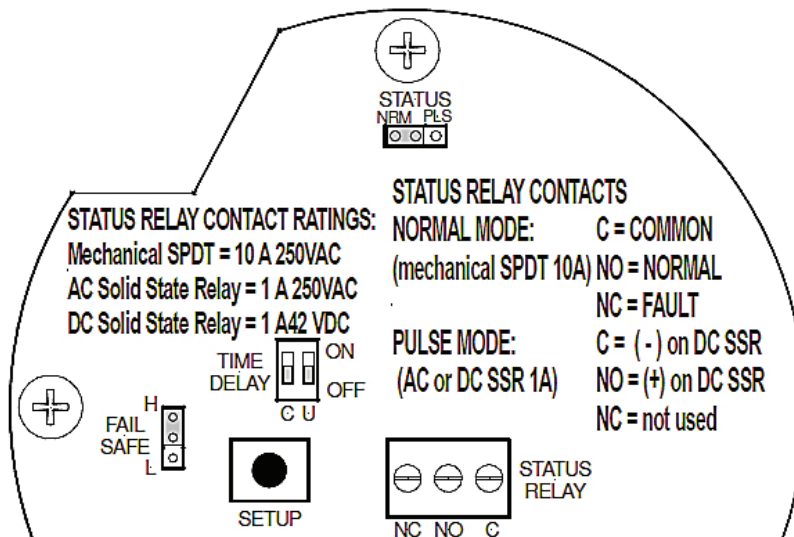 STATUS
NRM PLS
STATUS RELAY CONTACT RATINGS:
Mechanical SPDT = 10 A 250VAC
AC Solid State Relay = 1 A 250VAC
DC Solid State Relay = 1 A42 VDC
STATUS RELAY CONTACTS
NORMAL MODE: C = COMMON
(mechanical SPDT 10A) NO = NORMAL
NC = FAULT
PULSE MODE: C = ( - ) on DC SSR
(AC or DC SSR 1A) NO = (+) on DC SSR
NC = not used
TIME
DELAY
ON
OFF
C U
H
FAIL
SAFE
L
SETUP
STATUS
RELAY
NC NO C